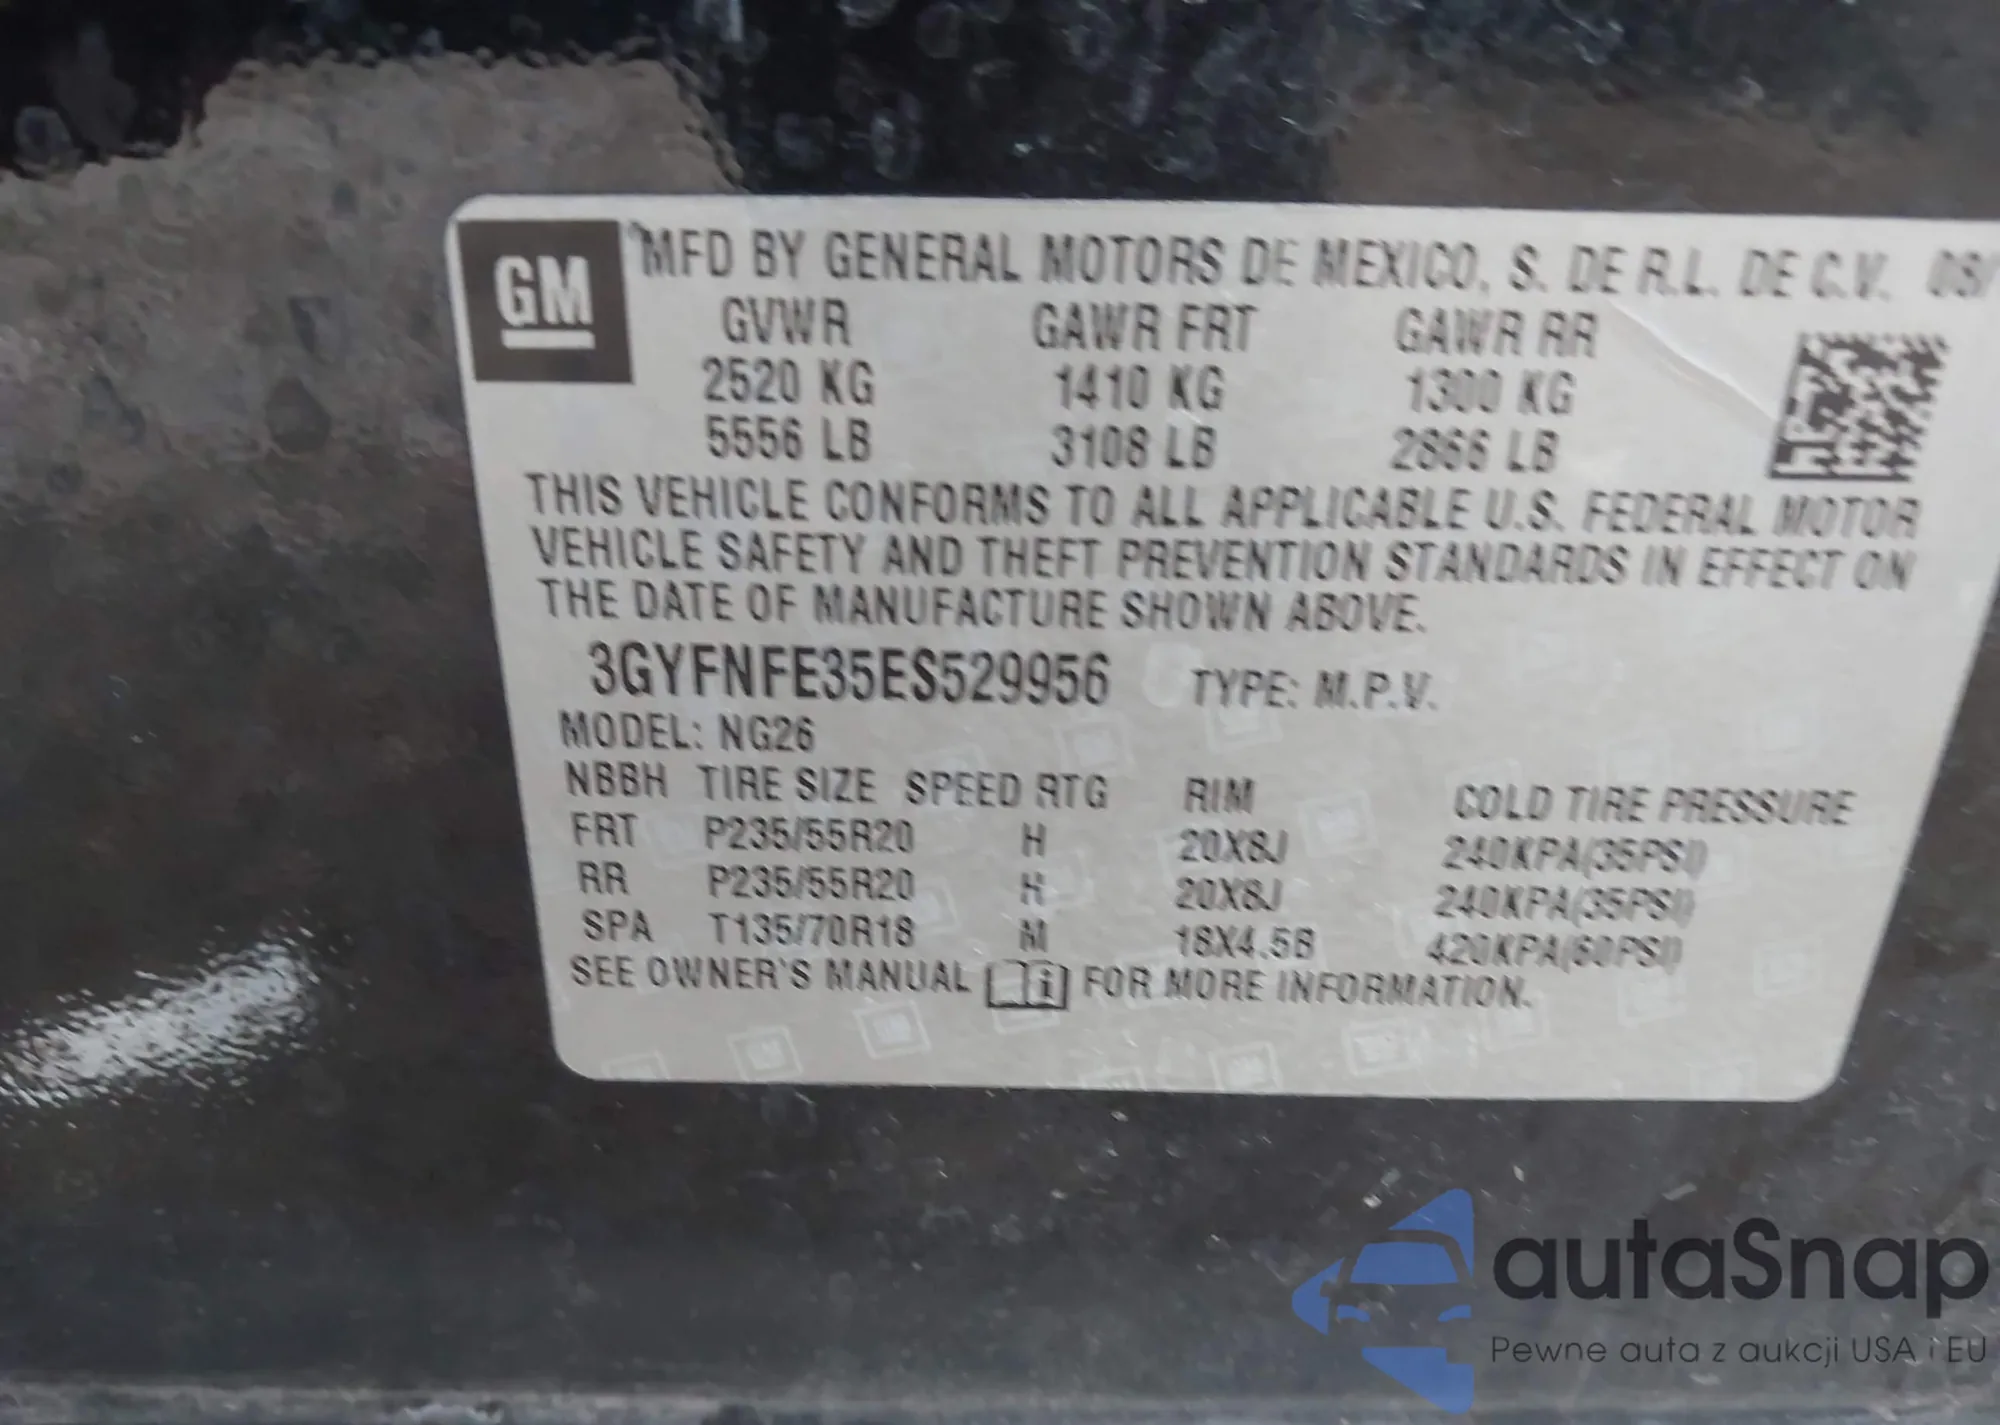 GM
MFD BY GENERAL MOTORS DE MEXICO, S. DE R.L. DE C.V. 08/
GVWR GAWR FRT GAWR RR
2520 KG 1410 KG 1300 KG
5556 LB 3108 LB 2866 LB
THIS VEHICLE CONFORMS TO ALL APPLICABLE U.S. FEDERAL MOTOR
VEHICLE SAFETY AND THEFT PREVENTION STANDARDS IN EFFECT ON
THE DATE OF MANUFACTURE SHOWN ABOVE.
3GYFNFE35ES529956 TYPE: M.P.V.
MODEL: NG26
NBBH TIRE SIZE SPEED RTG RIM COLD TIRE PRESSURE
FRT P235/55R20 H 20X8J 240KPA(35PSI)
RR P235/55R20 H 20X8J 240KPA(35PSI)
SPA T135/70R18 M 18X4.5B 420KPA(60PSI)
SEE OWNER'S MANUAL FOR MORE INFORMATION.
autaSnap
Pewne auta z aukcji USA i EU